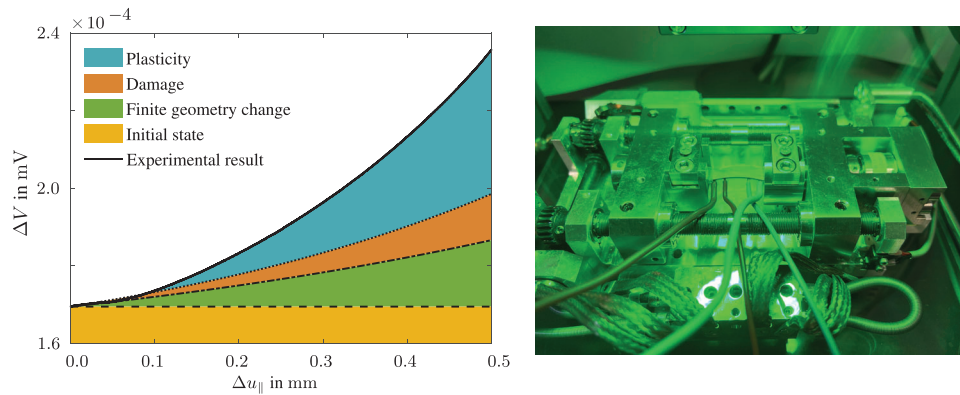 ×10⁻⁴
2.4
2.0
1.6
ΔV in mV
Plasticity
Damage
Finite geometry change
Initial state
Experimental result
0.0 0.1 0.2 0.3 0.4 0.5
Δu∥ in mm